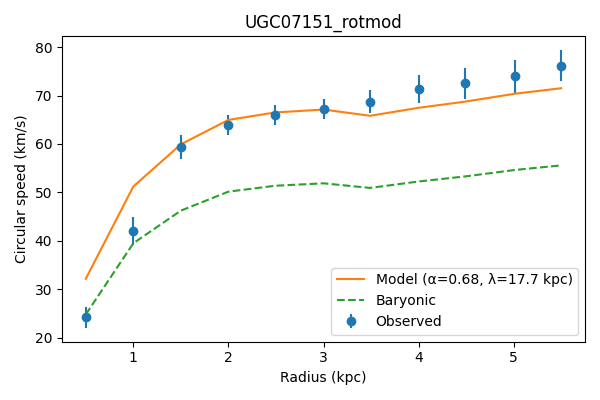 UGC07151_rotmod
Circular speed (km/s)
80
70
60
50
40
30
20
Model (α=0.68, λ=17.7 kpc)
Baryonic
Observed
1
2
3
4
5
Radius (kpc)